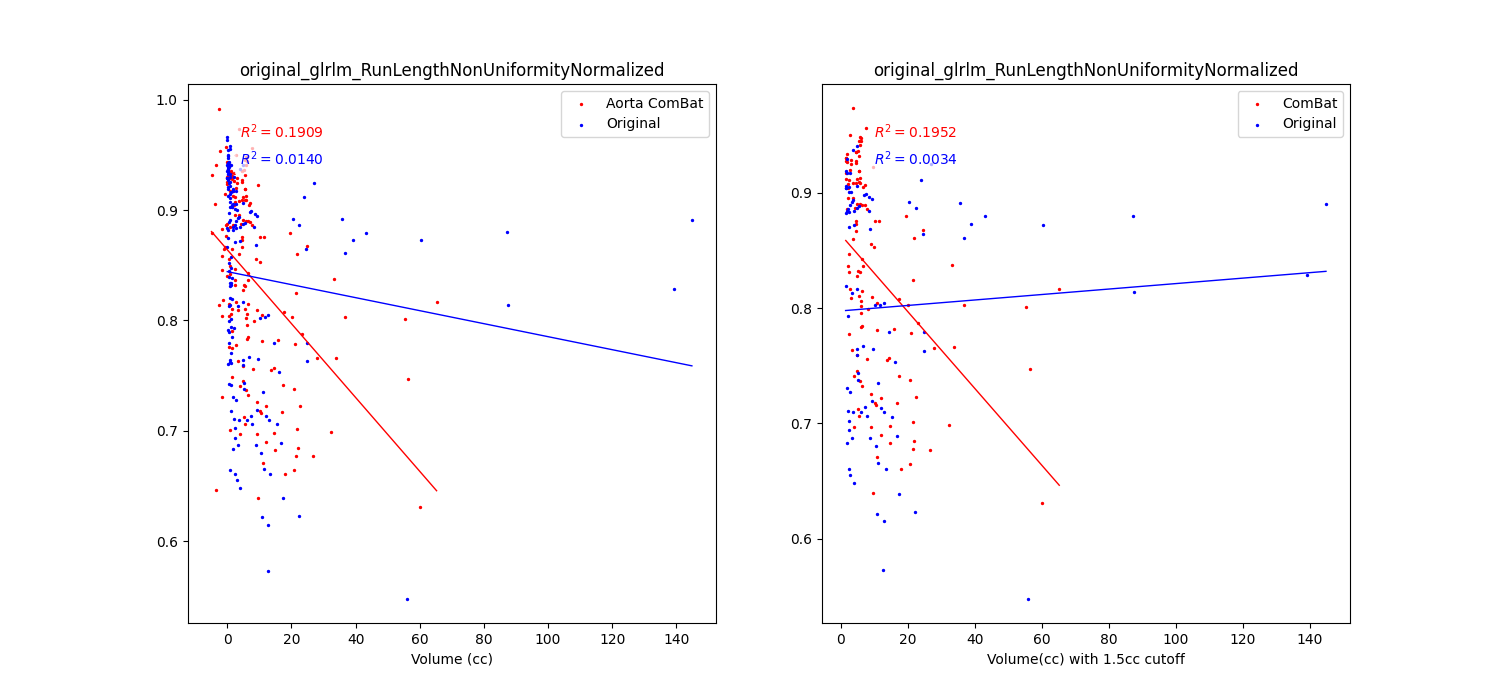 original_glrlm_RunLengthNonUniformityNormalized
1.0
0.9
0.8
0.7
0.6
R² = 0.1909
R² = 0.0140
Aorta ComBat
Original
0 20 40 60 80 100 120 140
Volume (cc)
original_glrlm_RunLengthNonUniformityNormalized
0.9
0.8
0.7
0.6
R² = 0.1952
R² = 0.0034
ComBat
Original
0 20 40 60 80 100 120 140
Volume(cc) with 1.5cc cutoff